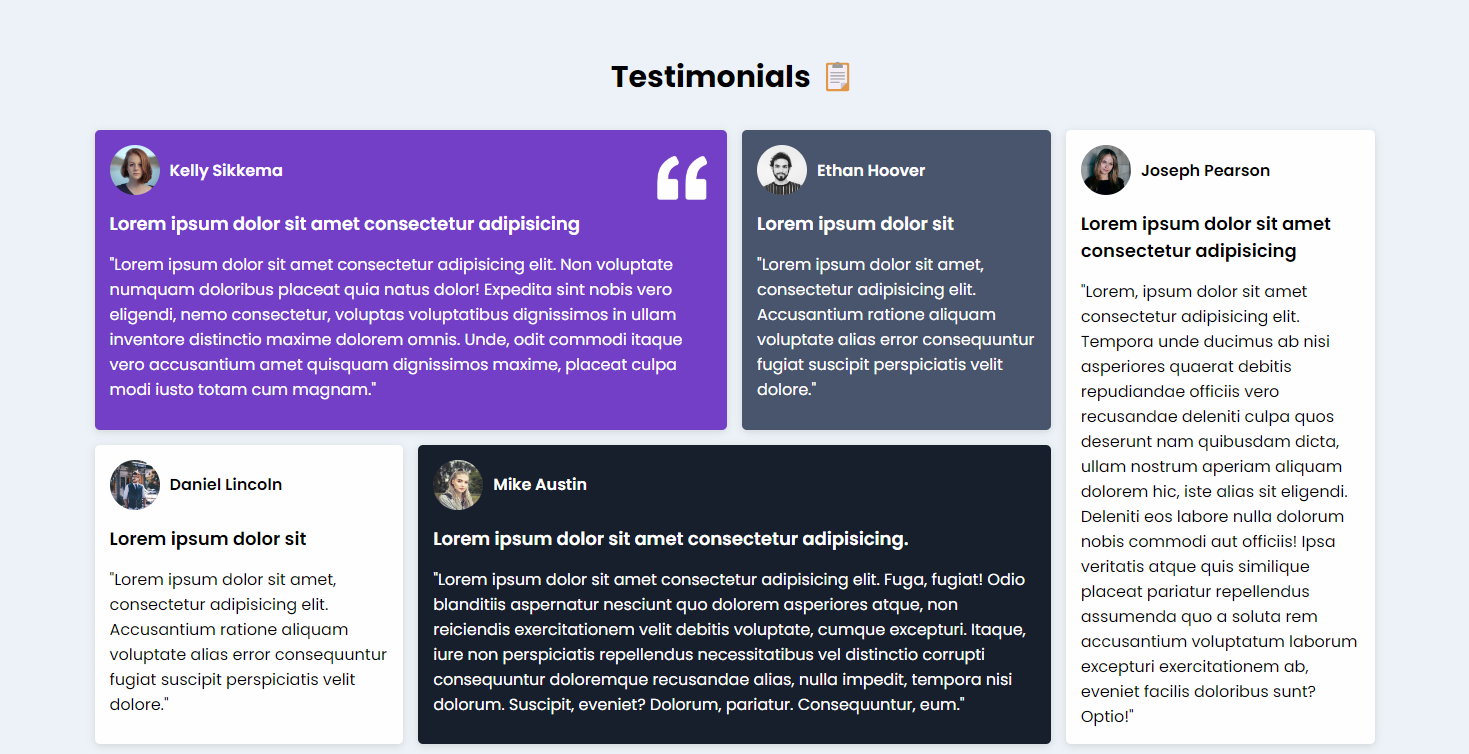 Testimonials
Kelly Sikkema
Lorem ipsum dolor sit amet consectetur adipisicing
"Lorem ipsum dolor sit amet consectetur adipisicing elit. Non voluptate
numquam doloribus placeat quia natus dolor! Expedita sint nobis vero
eligendi, nemo consectetur, voluptas voluptatibus dignissimos in ullam
inventore distinctio maxime dolorem omnis. Unde, odit commodi itaque
vero accusantium amet quisquam dignissimos maxime, placeat culpa
modi iusto totam cum magnam."
Ethan Hoover
Lorem ipsum dolor sit
"Lorem ipsum dolor sit amet,
consectetur adipisicing elit.
Accusantium ratione aliquam
voluptate alias error consequuntur
fugiat suscipit perspiciatis velit
dolore."
Joseph Pearson
Lorem ipsum dolor sit amet
consectetur adipisicing
"Lorem, ipsum dolor sit amet
consectetur adipisicing elit.
Tempora unde ducimus ab nisi
asperiores quaerat debitis
repudiandae officiis vero
recusandae deleniti culpa quos
deserunt nam quibusdam dicta,
ullam nostrum aperiam aliquam
dolorem hic, iste alias sit eligendi.
Deleniti eos labore nulla dolorum
nobis commodi aut officiis! Ipsa
veritatis atque quis similique
placeat pariatur repellendus
assumenda quo a soluta rem
accusantium voluptatum laborum
excepturi exercitationem ab,
eveniet facilis doloribus sunt?
Optio!"
Daniel Lincoln
Lorem ipsum dolor sit
"Lorem ipsum dolor sit amet,
consectetur adipisicing elit.
Accusantium ratione aliquam
voluptate alias error consequuntur
fugiat suscipit perspiciatis velit
dolore."
Mike Austin
Lorem ipsum dolor sit amet consectetur adipisicing.
"Lorem ipsum dolor sit amet consectetur adipisicing elit. Fuga, fugiat! Odio
blanditiis aspernatur nesciunt quo dolorem asperiores atque, non
reiciendis exercitationem velit debitis voluptate, cumque excepturi. Itaque,
iure non perspiciatis repellendus necessitatibus vel distinctio corrupti
consequuntur doloremque recusandae alias, nulla impedit, tempora nisi
dolorum. Suscipit, eveniet? Dolorum, pariatur. Consequuntur, eum."